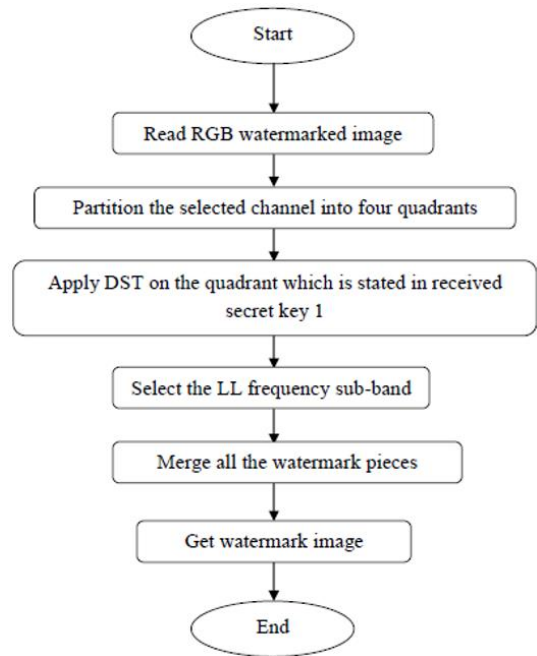 Start
Read RGB watermarked image
Partition the selected channel into four quadrants
Apply DST on the quadrant which is stated in received
secret key 1
Select the LL frequency sub-band
Merge all the watermark pieces
Get watermark image
End